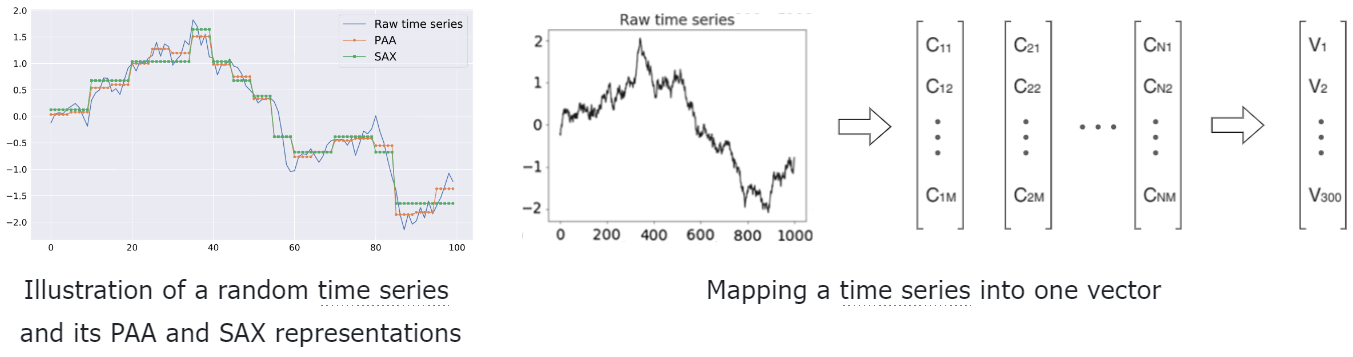 Raw time series
PAA
SAX
2.0
1.5
1.0
0.5
0.0
−0.5
−1.0
−1.5
−2.0
0 20 40 60 80 100
Illustration of a random time series
and its PAA and SAX representations
Raw time series
2
1
0
−1
−2
0 200 400 600 800 1000
C11 C21 CN1 V1
C12 C22 CN2 V2
C1M C2M CNM V300
Mapping a time series into one vector